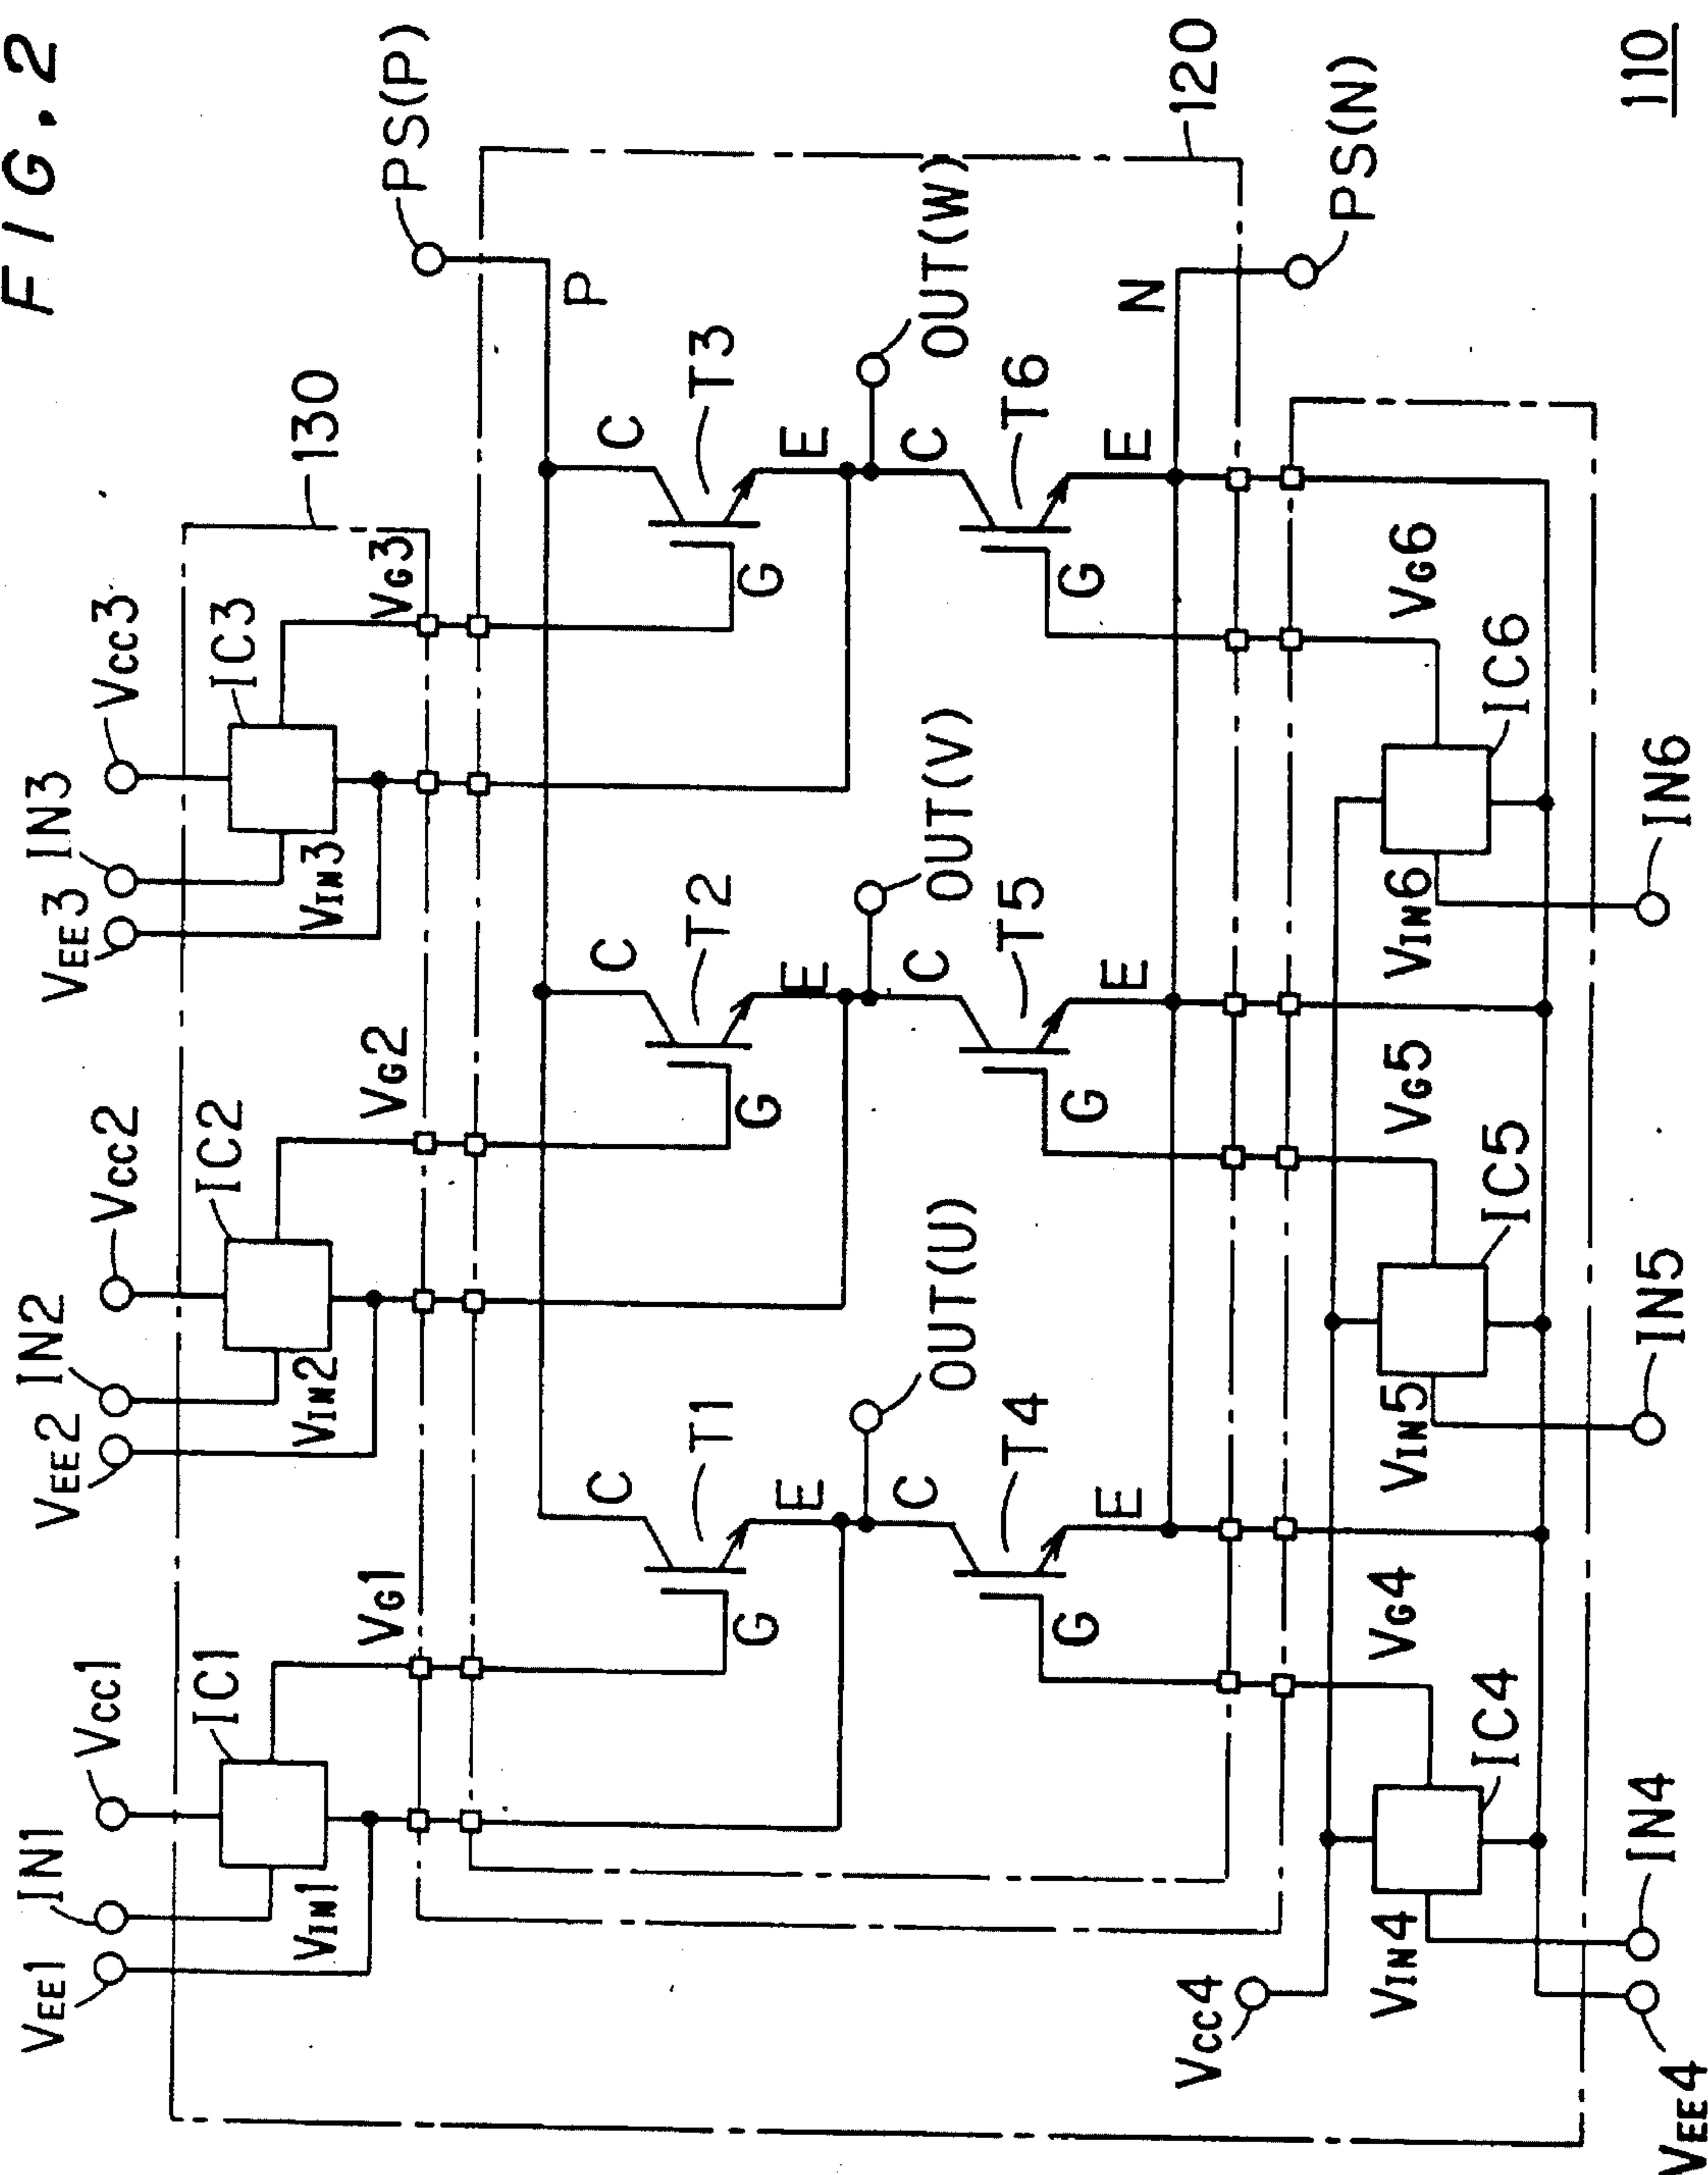 FIG. 2
110
PS(P)
120
PS(N)
130
P
N
VCC3
IN3
VEE3
IC3
VIN3
VG3
C
T3
E
G
OUT(W)
C
T6
E
G
VG6
IC6
VIN6
IN6
VCC2
IN2
VEE2
IC2
VIN2
VG2
C
T2
E
G
OUT(V)
C
T5
E
G
VG5
IC5
VIN5
IN5
VCC1
IN1
VEE1
IC1
VIN1
VG1
C
T1
E
G
OUT(U)
C
T4
E
G
VG4
IC4
VIN4
IN4
VCC4
VEE4